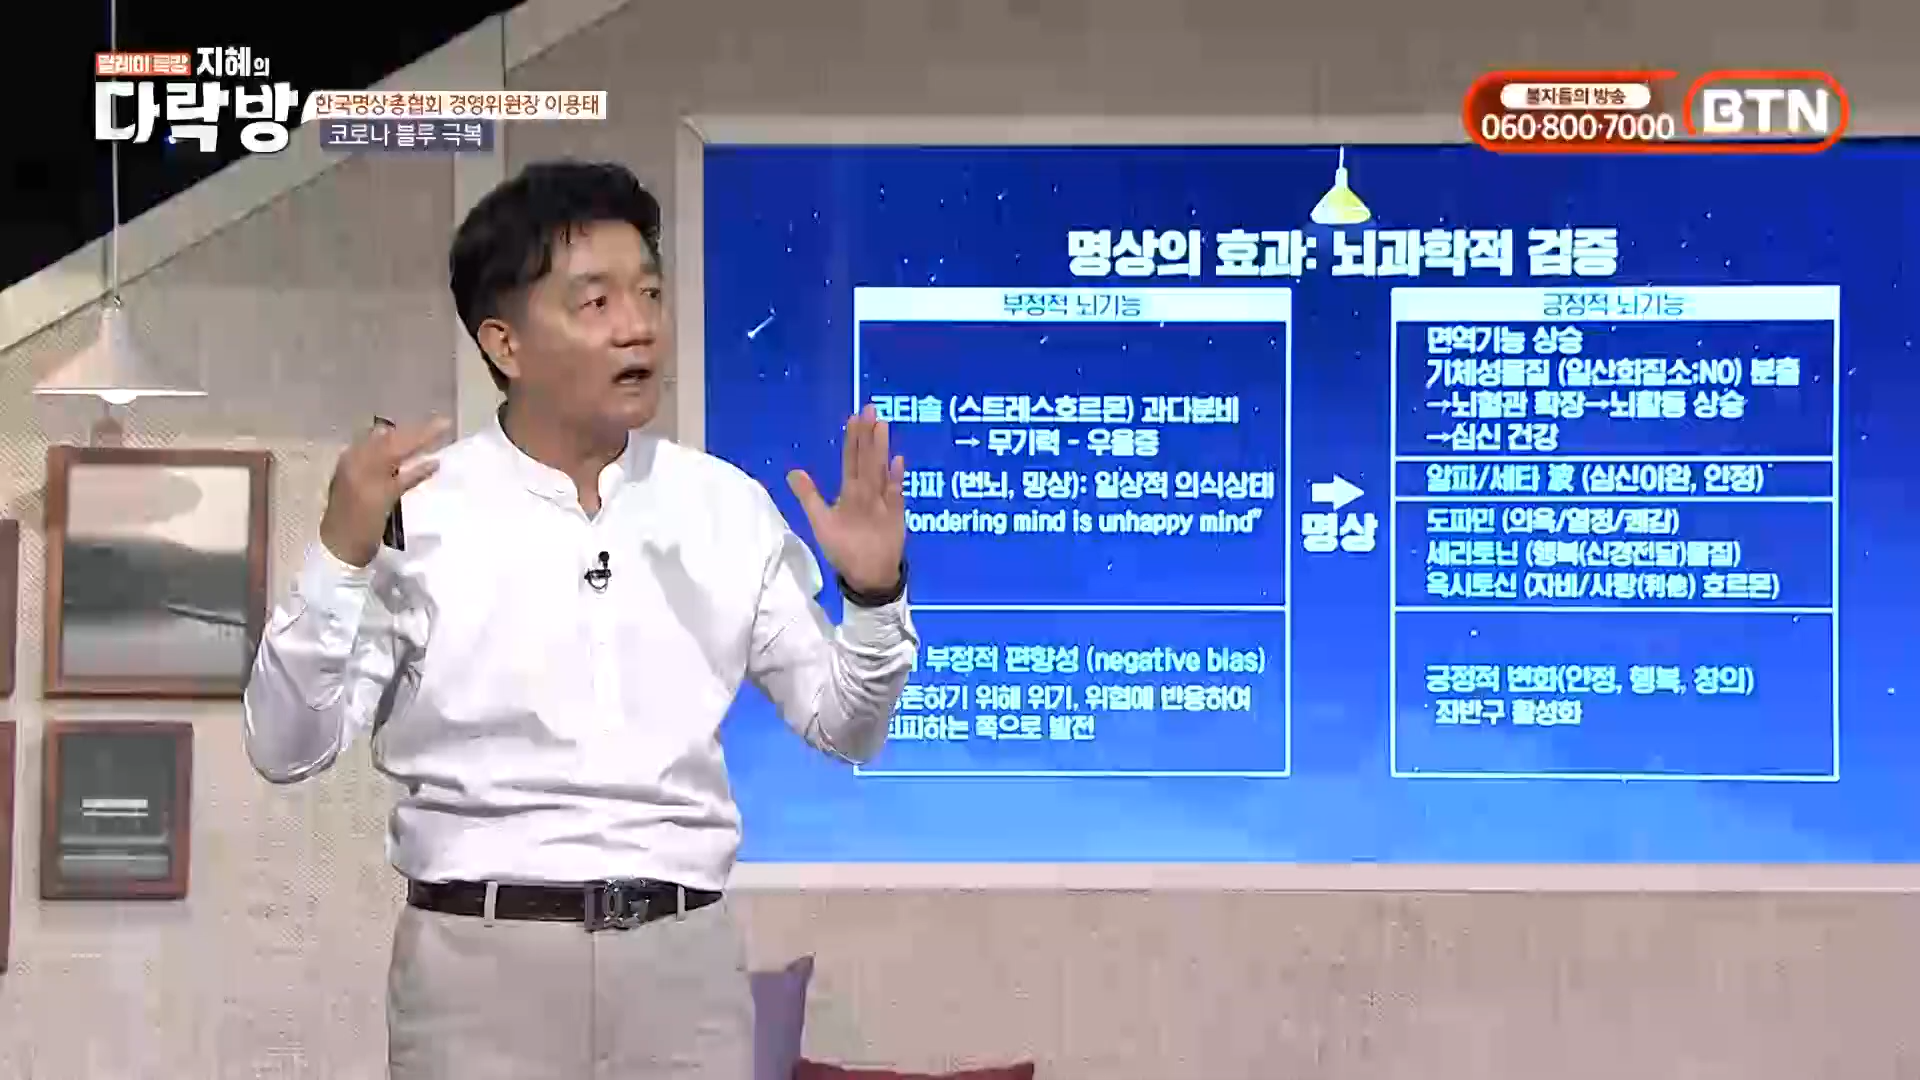 릴레이 특강 지혜의
다락방
한국명상총협회 경영위원장 이용태
코로나 블루 극복
불자들의 방송
060·800·7000
BTN
명상의 효과: 뇌과학적 검증
부정적 뇌기능
코티솔 (스트레스호르몬) 과다분비
→ 무기력 - 우울증
타파 (번뇌, 망상): 일상적 의식상태
ondering mind is unhappy mind"
부정적 편향성 (negative bias)
존하기 위해 위기, 위협에 반응하여
피하는 쪽으로 발전
명상
긍정적 뇌기능
면역기능 상승
기체성물질 (일산화질소;NO) 분출
→뇌혈관 확장→뇌활동 상승
→심신 건강
알파/세타 波 (심신이완, 안정)
도파민 (의욕/열정/쾌감)
세리토닌 (행복(신경전달)물질)
옥시토신 (자비/사랑(利他) 호르몬)
긍정적 변화(안정, 행복, 창의)
좌반구 활성화